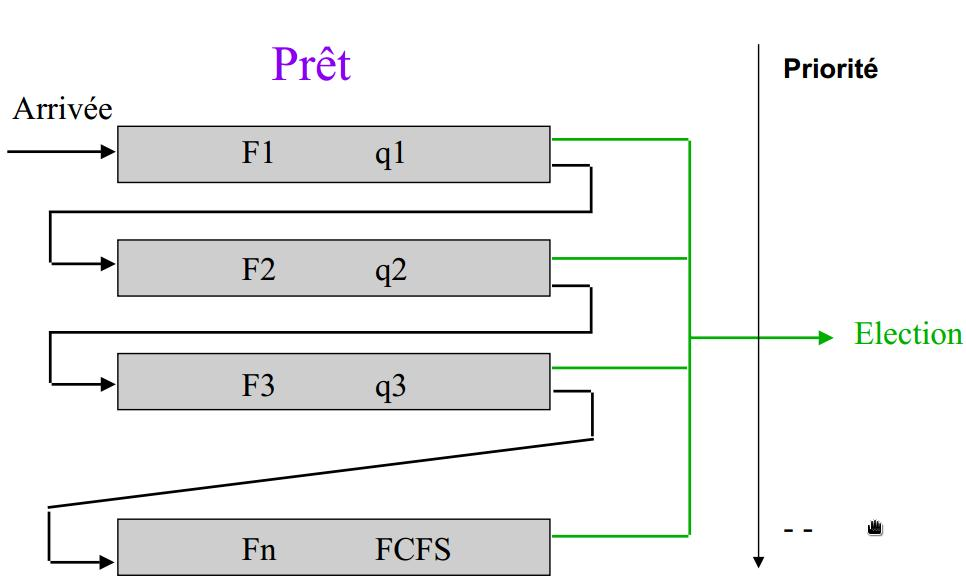 Prêt
Priorité
Arrivée
F1 q1
F2 q2
Election
F3 q3
- -
Fn FCFS